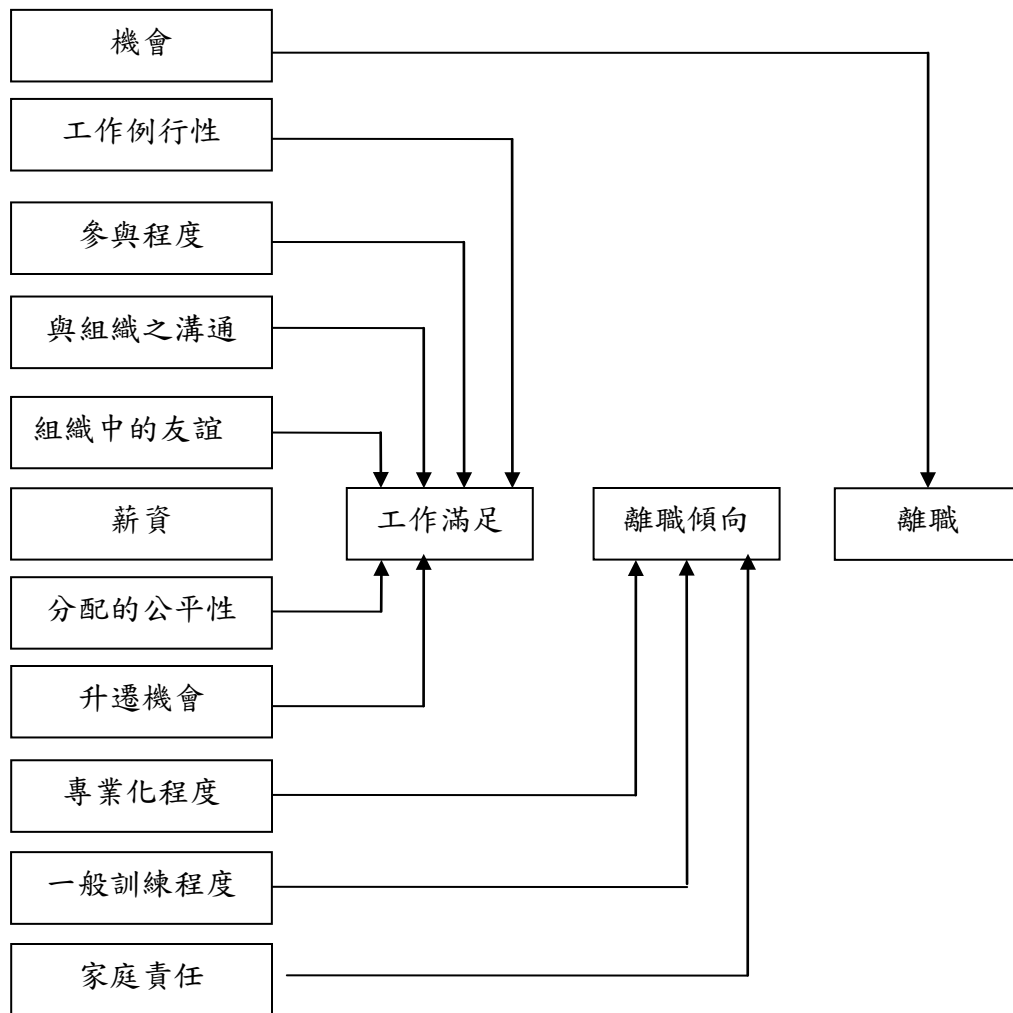 機會
工作例行性
參與程度
與組織之溝通
組織中的友誼
薪資
工作滿足
離職傾向
離職
分配的公平性
升遷機會
專業化程度
一般訓練程度
家庭責任